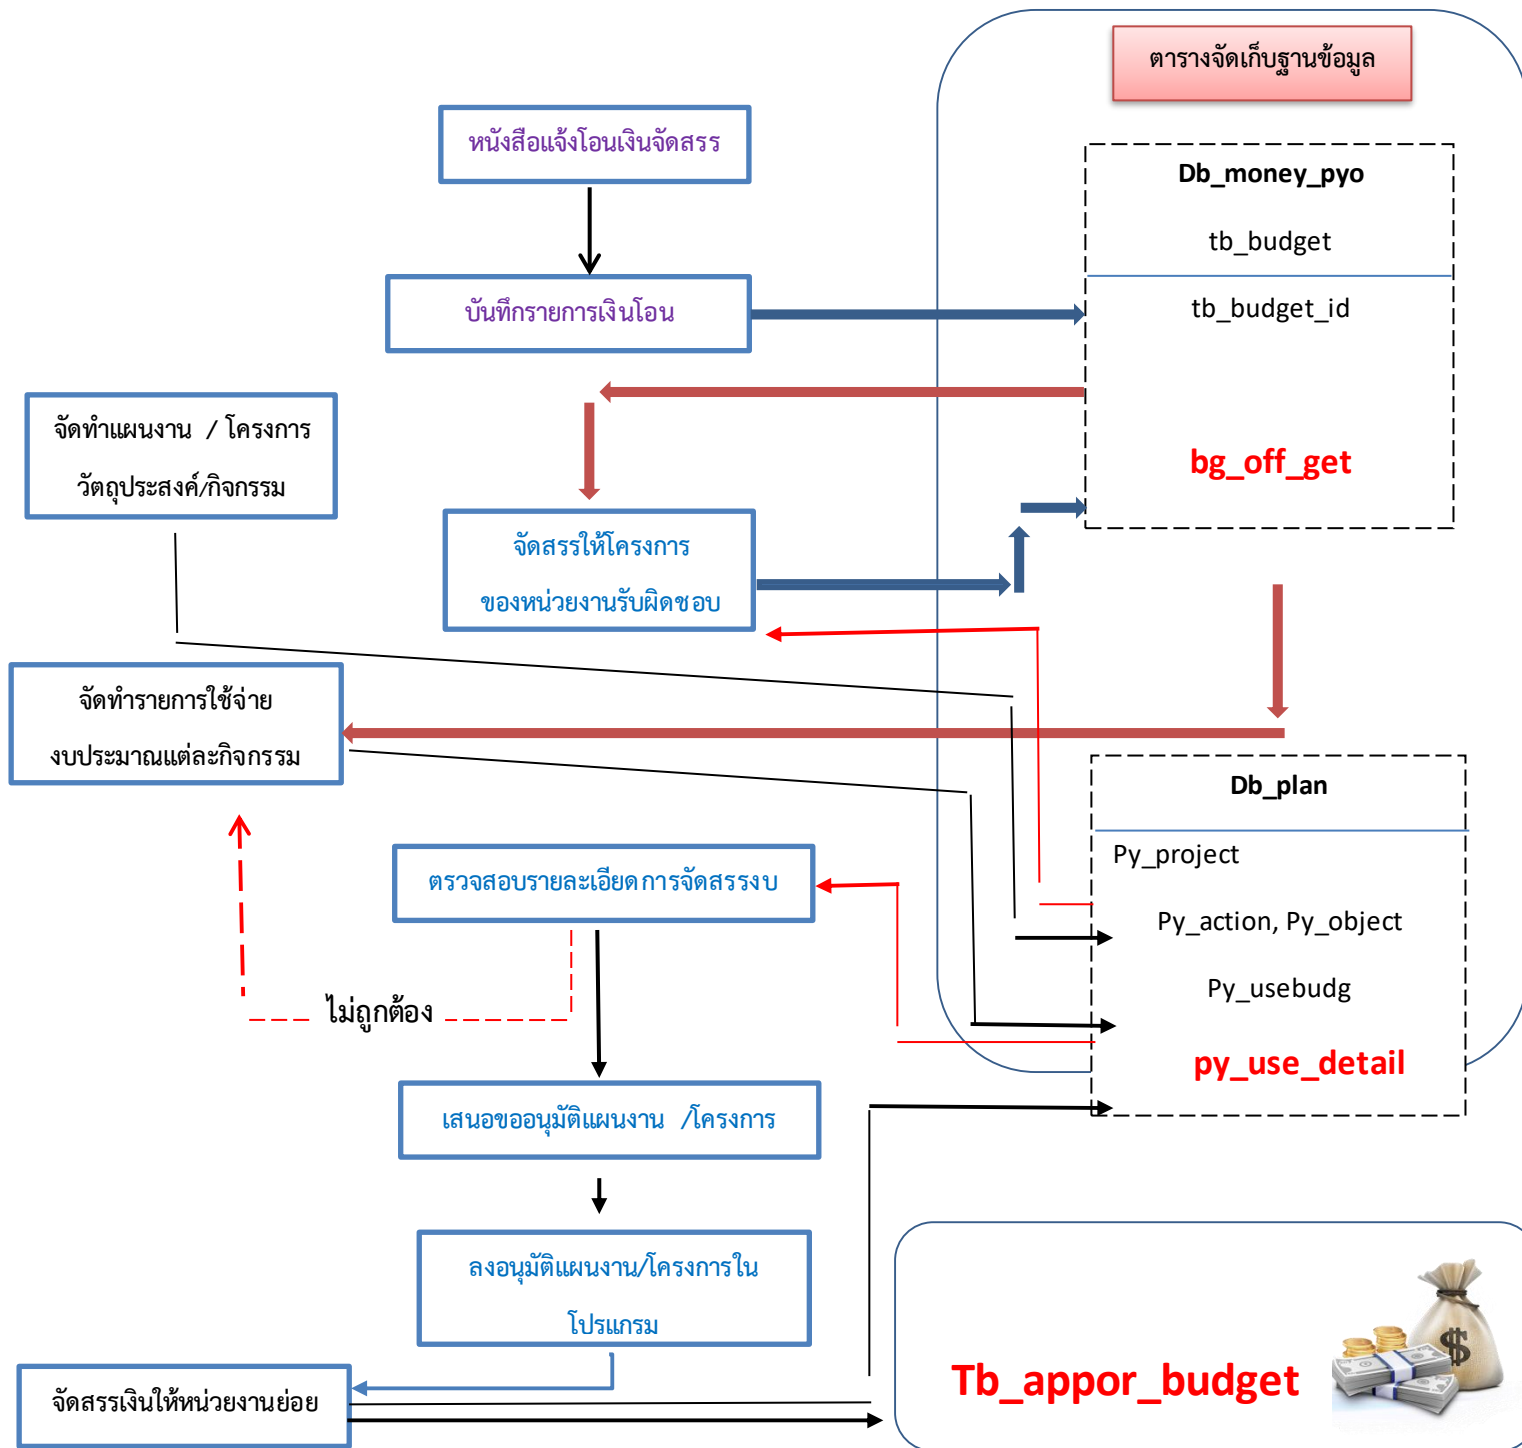 ตารางจัดเก็บฐานข้อมูล
หนังสือแจ้งโอนเงินจัดสรร
Db_money_pyo
tb_budget
บันทึกรายการเงินโอน
tb_budget_id
จัดทำแผนงาน / โครงการ
วัตถุประสงค์/กิจกรรม
bg_off_get
จัดสรรให้โครงการ
ของหน่วยงานรับผิดชอบ
จัดทำรายการใช้จ่าย
งบประมาณแต่ละกิจกรรม
Db_plan
Py_project
ตรวจสอบรายละเอียดการจัดสรรงบ
Py_action, Py_object
Py_usebudg
ไม่ถูกต้อง
py_use_detail
เสนอขออนุมัติแผนงาน /โครงการ
ลงอนุมัติแผนงาน/โครงการใน
โปรแกรม
Tb_appor_budget
$
จัดสรรเงินให้หน่วยงานย่อย